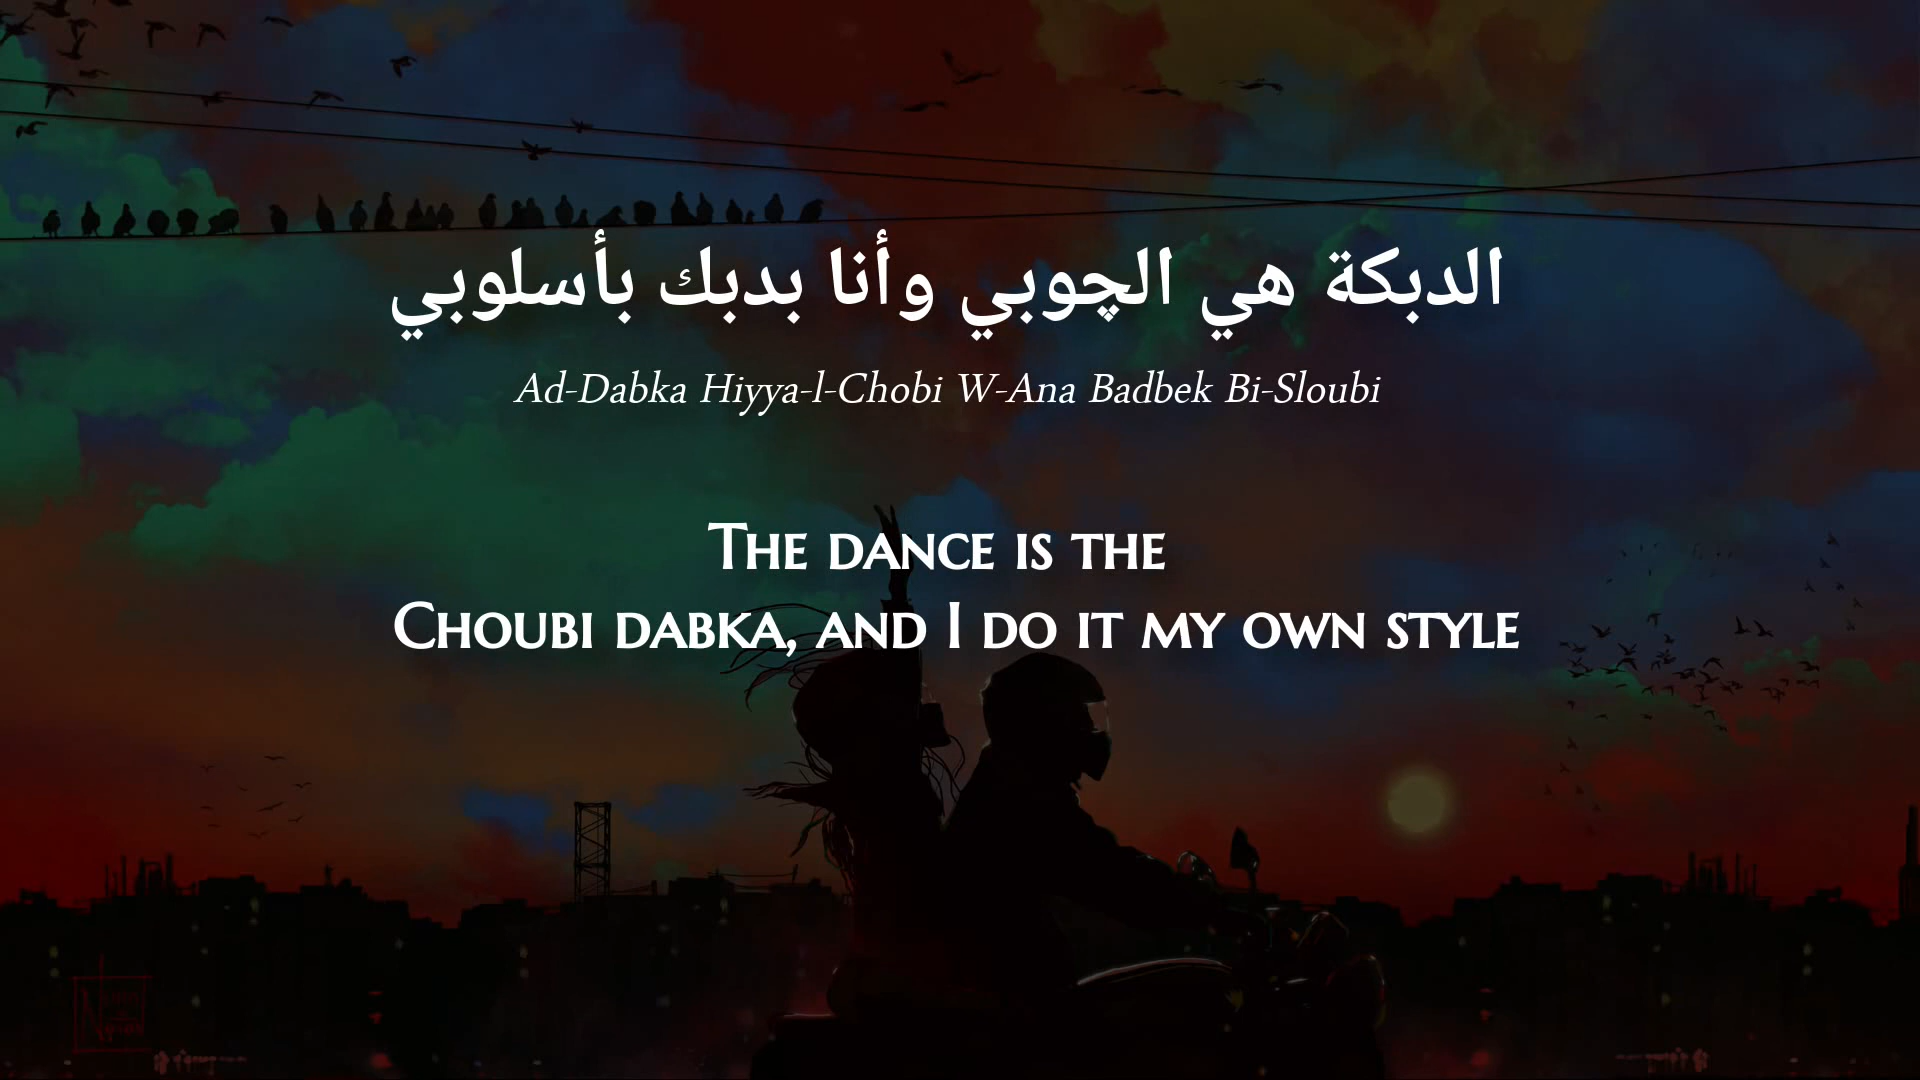 الدبكة هي الچوبي وأنا بدبك بأسلوبي
Ad-Dabka Hiyya-l-Chobi W-Ana Badbek Bi-Sloubi
The dance is the
Choubi dabka, and I do it my own style